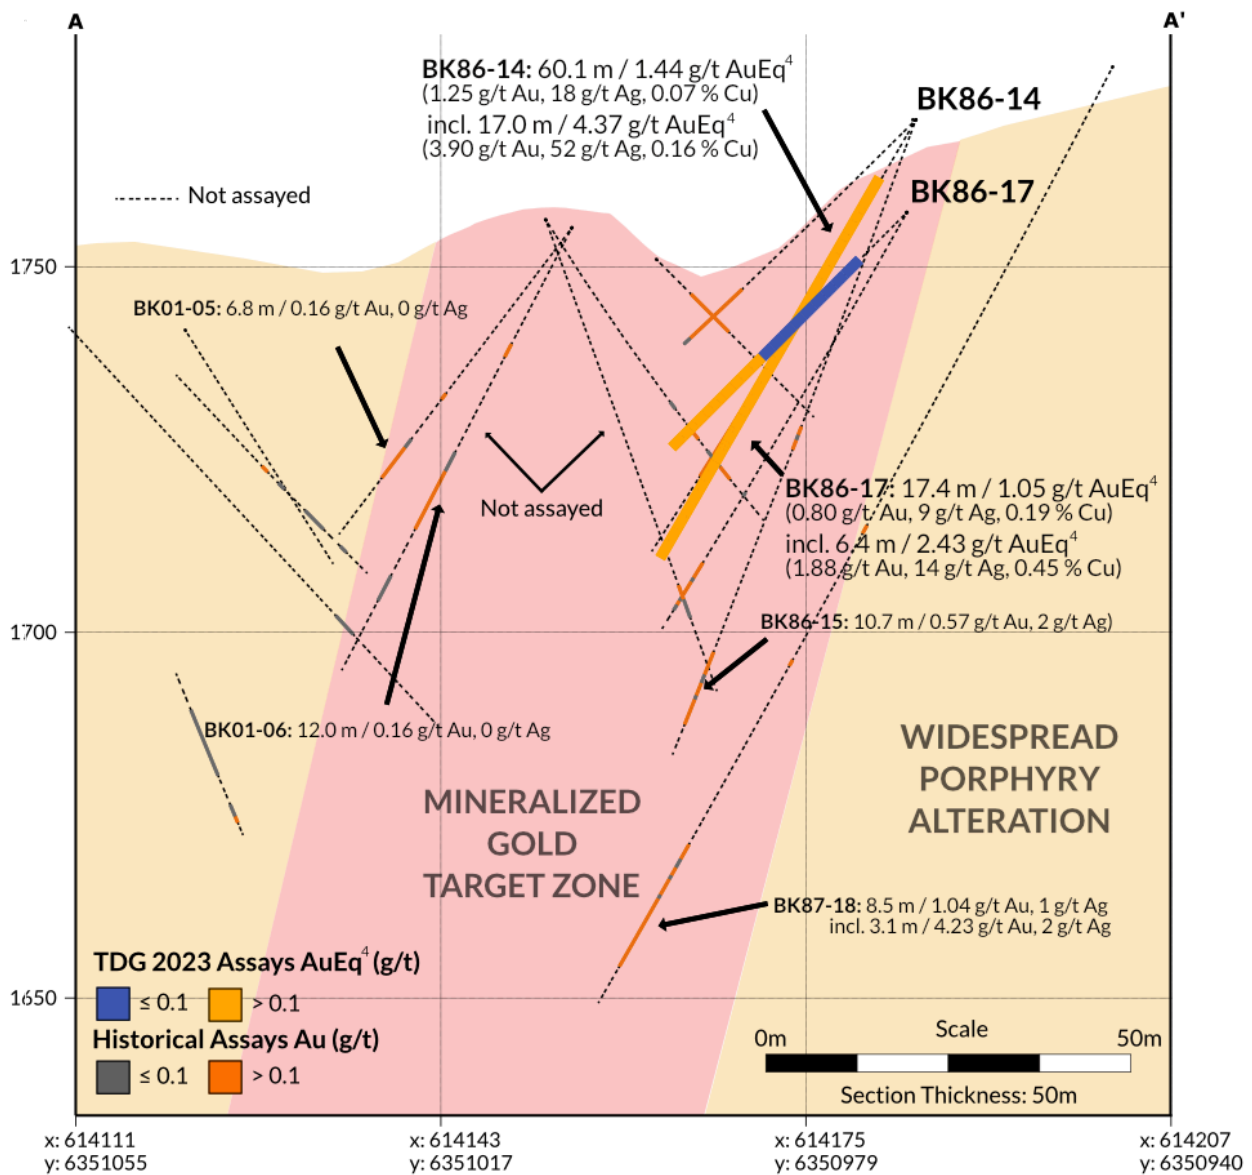 A
A'
BK86-14: 60.1 m / 1.44 g/t AuEq4
(1.25 g/t Au, 18 g/t Ag, 0.07 % Cu)
incl. 17.0 m / 4.37 g/t AuEq4
(3.90 g/t Au, 52 g/t Ag, 0.16 % Cu)
BK86-14
Not assayed
BK86-17
1750
BK01-05: 6.8 m / 0.16 g/t Au, 0 g/t Ag
Not assayed
BK86-17: 17.4 m / 1.05 g/t AuEq4
(0.80 g/t Au, 9 g/t Ag, 0.19 % Cu)
incl. 6.4 m / 2.43 g/t AuEq4
(1.88 g/t Au, 14 g/t Ag, 0.45 % Cu)
1700
BK86-15: 10.7 m / 0.57 g/t Au, 2 g/t Ag)
BK01-06: 12.0 m / 0.16 g/t Au, 0 g/t Ag
WIDESPREAD
PORPHYRY
ALTERATION
MINERALIZED
GOLD
TARGET ZONE
BK87-18: 8.5 m / 1.04 g/t Au, 1 g/t Ag
incl. 3.1 m / 4.23 g/t Au, 2 g/t Ag
TDG 2023 Assays AuEq4 (g/t)
1650
≤ 0.1 > 0.1
Historical Assays Au (g/t)
≤ 0.1 > 0.1
Scale
0m 50m
Section Thickness: 50m
x: 614111 x: 614143 x: 614175 x: 614207
y: 6351055 y: 6351017 y: 6350979 y: 6350940